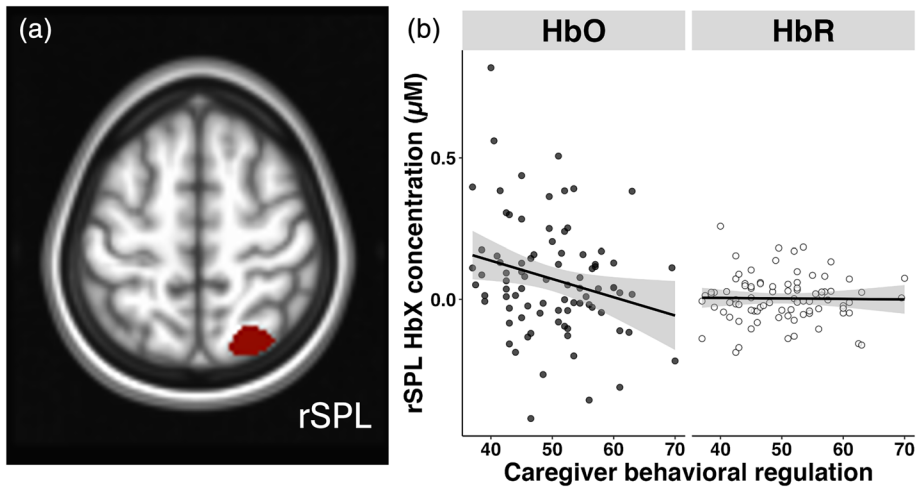 (a)
rSPL
(b)
HbO
HbR
rSPL HbX concentration (µM)
0.5
0.0
40
50
60
70
40
50
60
70
Caregiver behavioral regulation